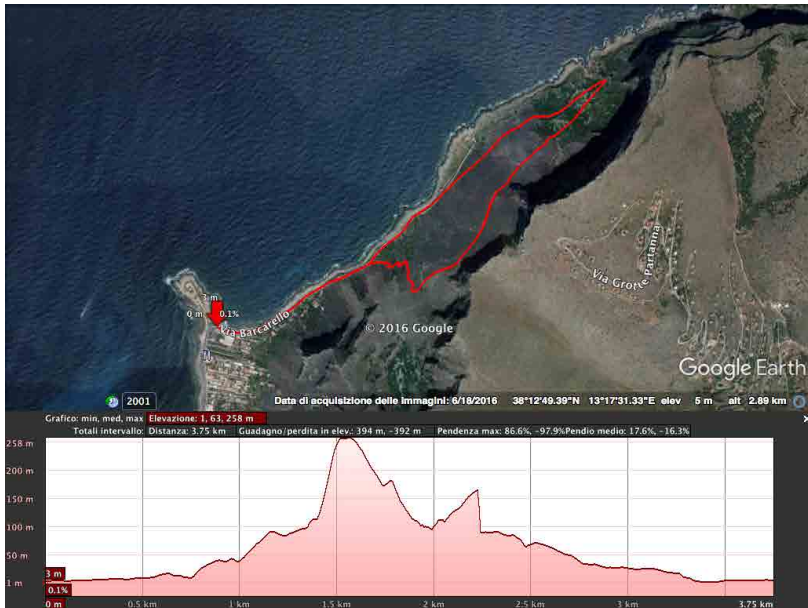 Via Grotte Partanna
3 m
0 m 0.1%
Via Barcarello
© 2016 Google
Google Earth
2001
Data di acquisizione delle immagini: 6/18/2016 38°12'49.39"N 13°17'31.33"E elev 5 m alt 2.89 km
Grafico: min, med, max Elevazione: 1, 63, 258 m
Totali intervallo: Distanza: 3.75 km Guadagno/perdita in elev.: 394 m, -392 m Pendenza max: 86.6%, -97.9% Pendio medio: 17.6%, -16.3%
258 m
200 m
150 m
100 m
50 m
3 m
1 m
0.1%
0 m 0.5 km 1 km 1.5 km 2 km 2.5 km 3 km 3.75 km